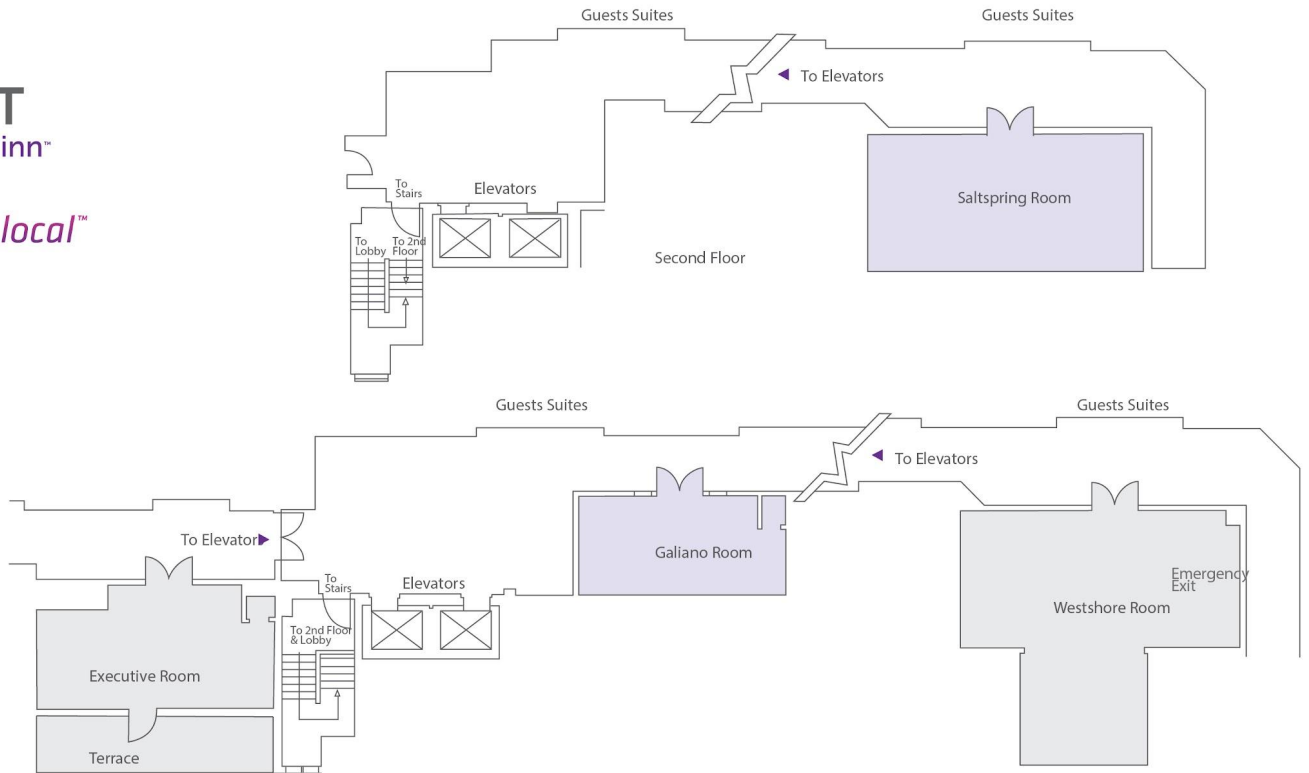 Guests Suites
Guests Suites
T
inn™
local™
To Elevators
To
Stairs
Elevators
Saltspring Room
To
Lobby
To 2nd
Floor
Second Floor
Guests Suites
Guests Suites
To Elevators
To Elevator
Galiano Room
To
Stairs
Elevators
Emergency
Exit
Westshore Room
To 2nd Floor
& Lobby
Executive Room
Terrace